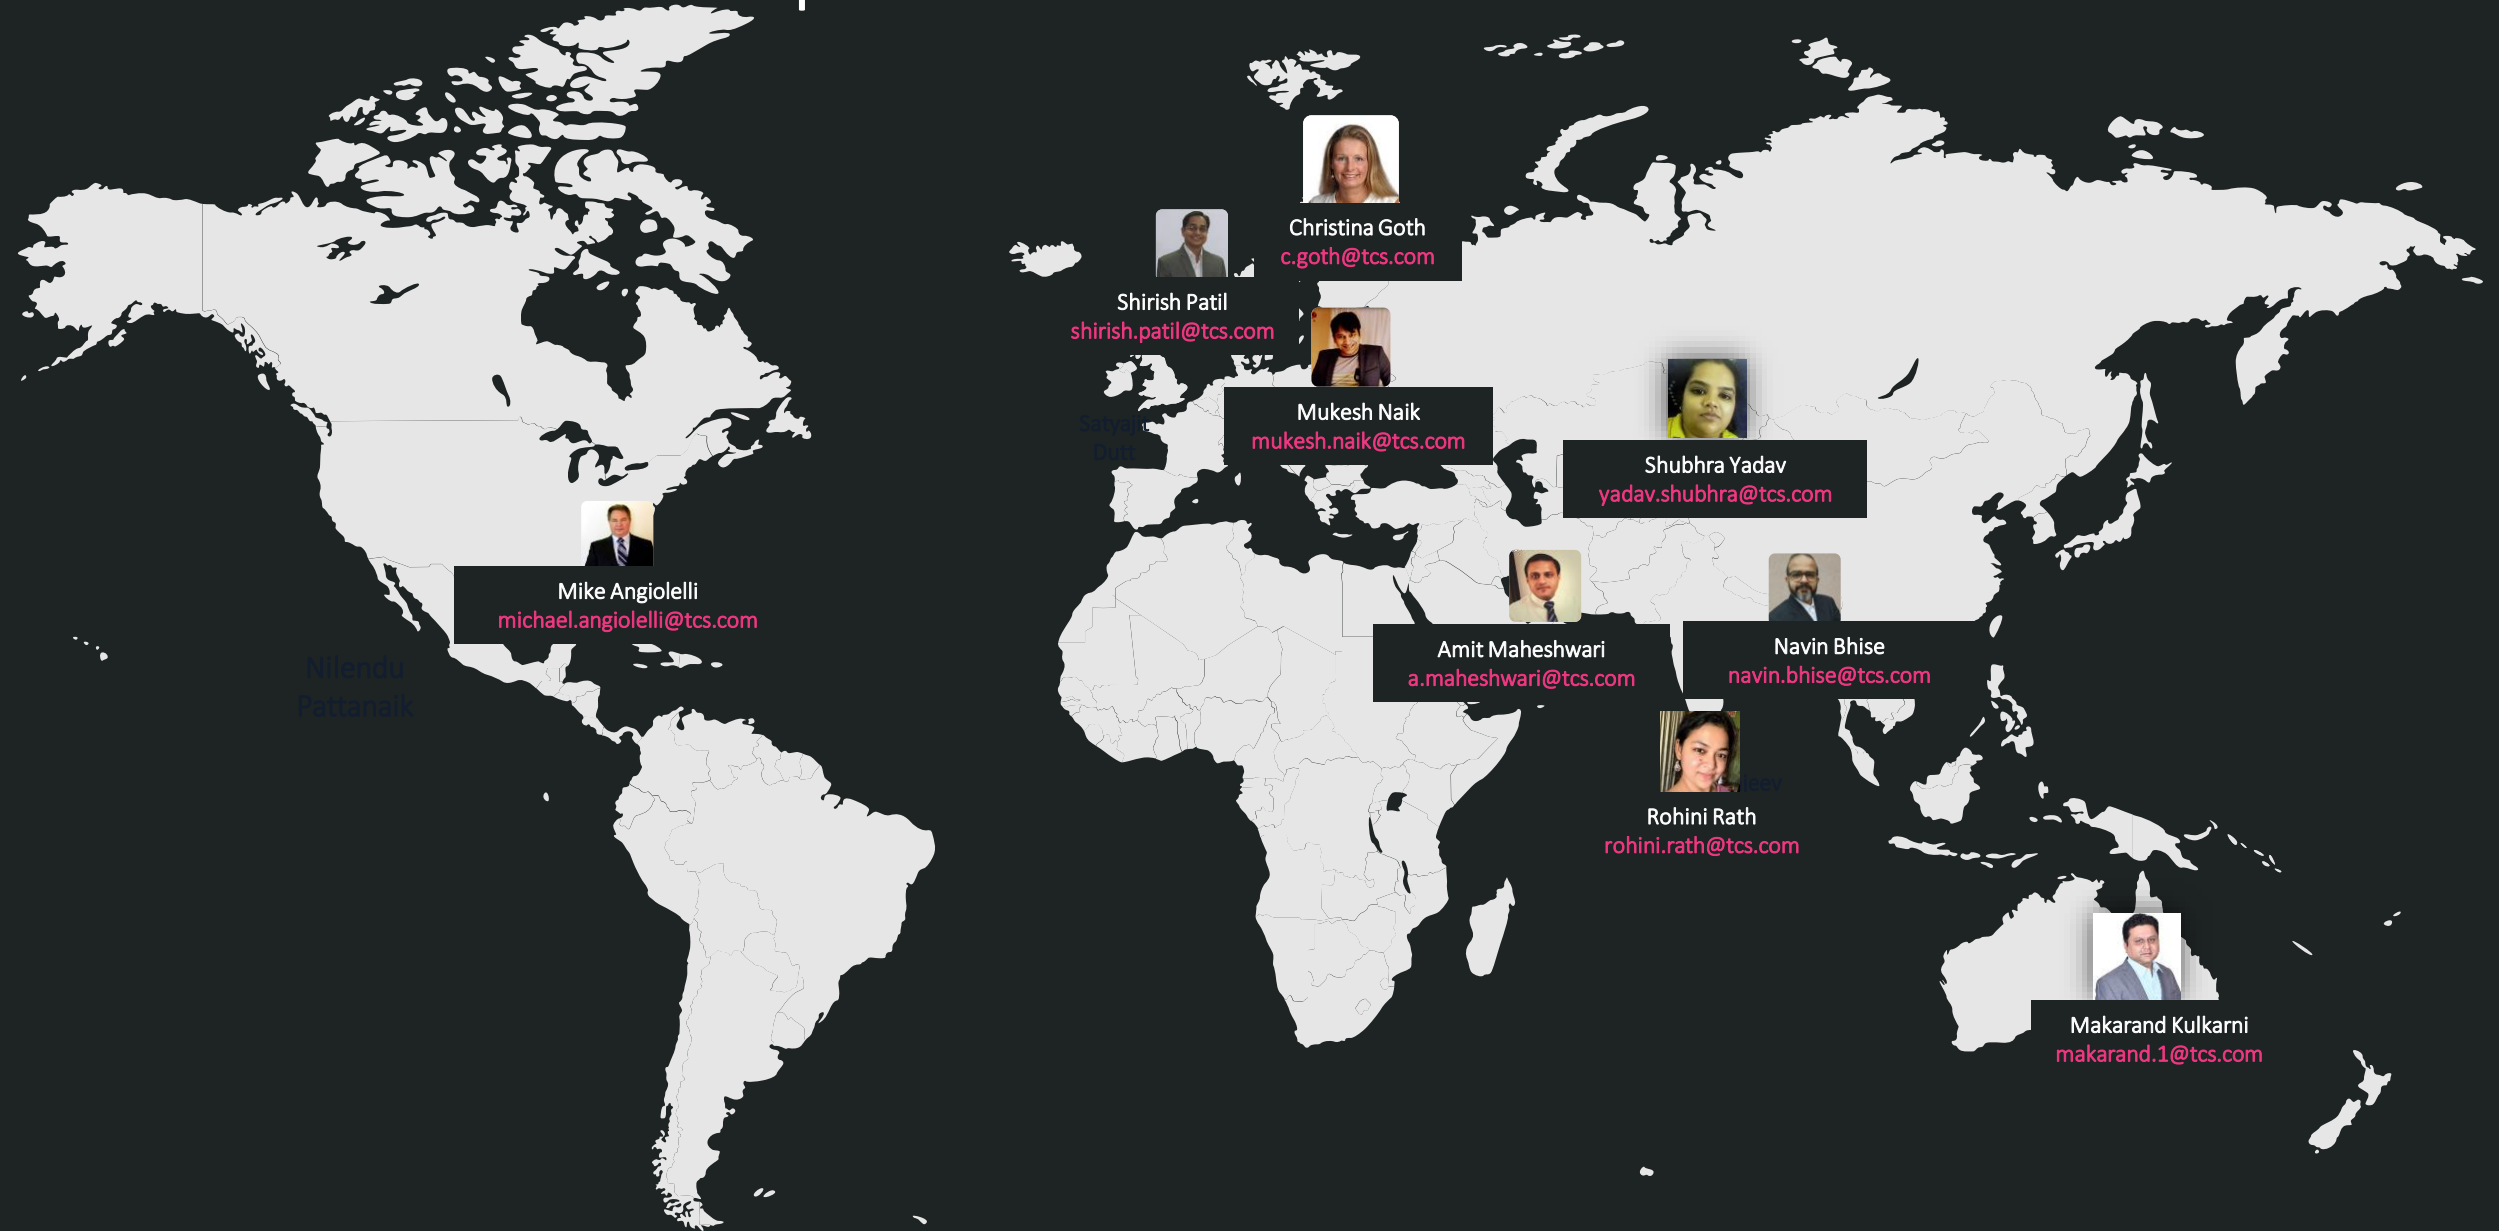 Christina Goth
c.goth@tcs.com
Shirish Patil
shirish.patil@tcs.com
Mukesh Naik
mukesh.naik@tcs.com
Dutt
Shubhra Yadav
yadav.shubhra@tcs.com
Mike Angiolelli
michael.angiolelli@tcs.com
Amit Maheshwari
a.maheshwari@tcs.com
Navin Bhise
navin.bhise@tcs.com
Nilendu
Pattanaik
Rohini Rath
rohini.rath@tcs.com
Makarand Kulkarni
makarand.1@tcs.com